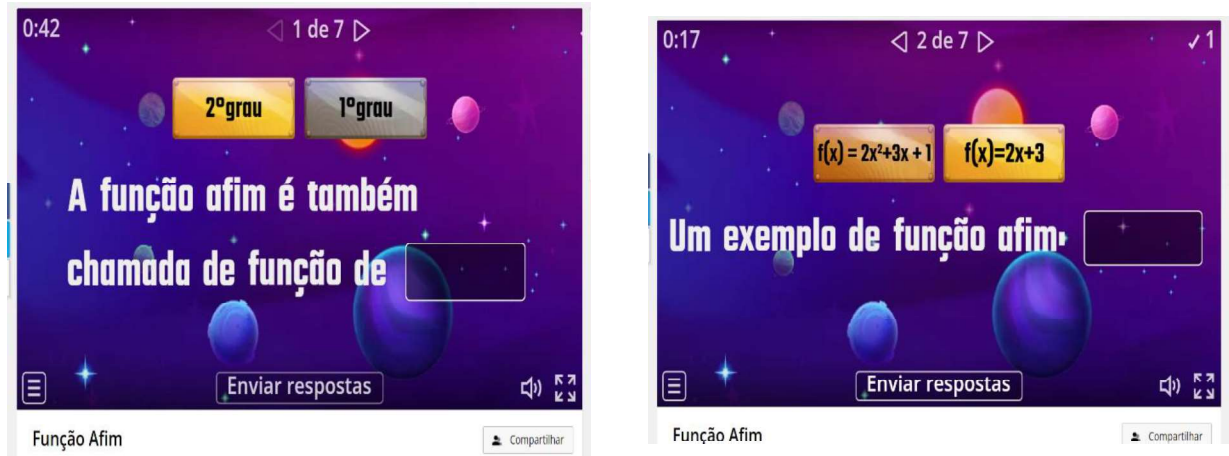 0:42
1 de 7
2ºgrau
1ºgrau
A função afim é também
chamada de função de
Enviar respostas
Função Afim
Compartilhar
0:17
2 de 7
✓ 1
f(x) = 2x²+3x + 1
f(x)=2x+3
Um exemplo de função afim:
Enviar respostas
Função Afim
Compartilhar